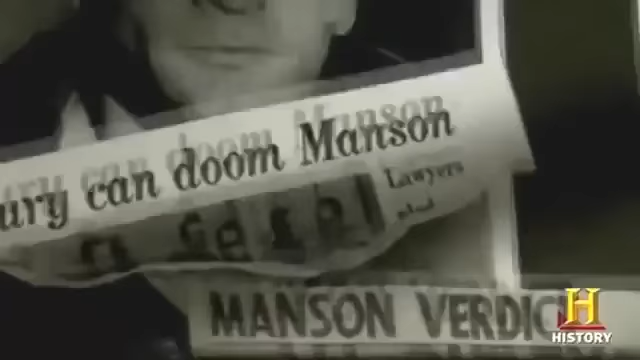 ury can doom Manson
Lawyers
MANSON VERDIC
H
HISTORY